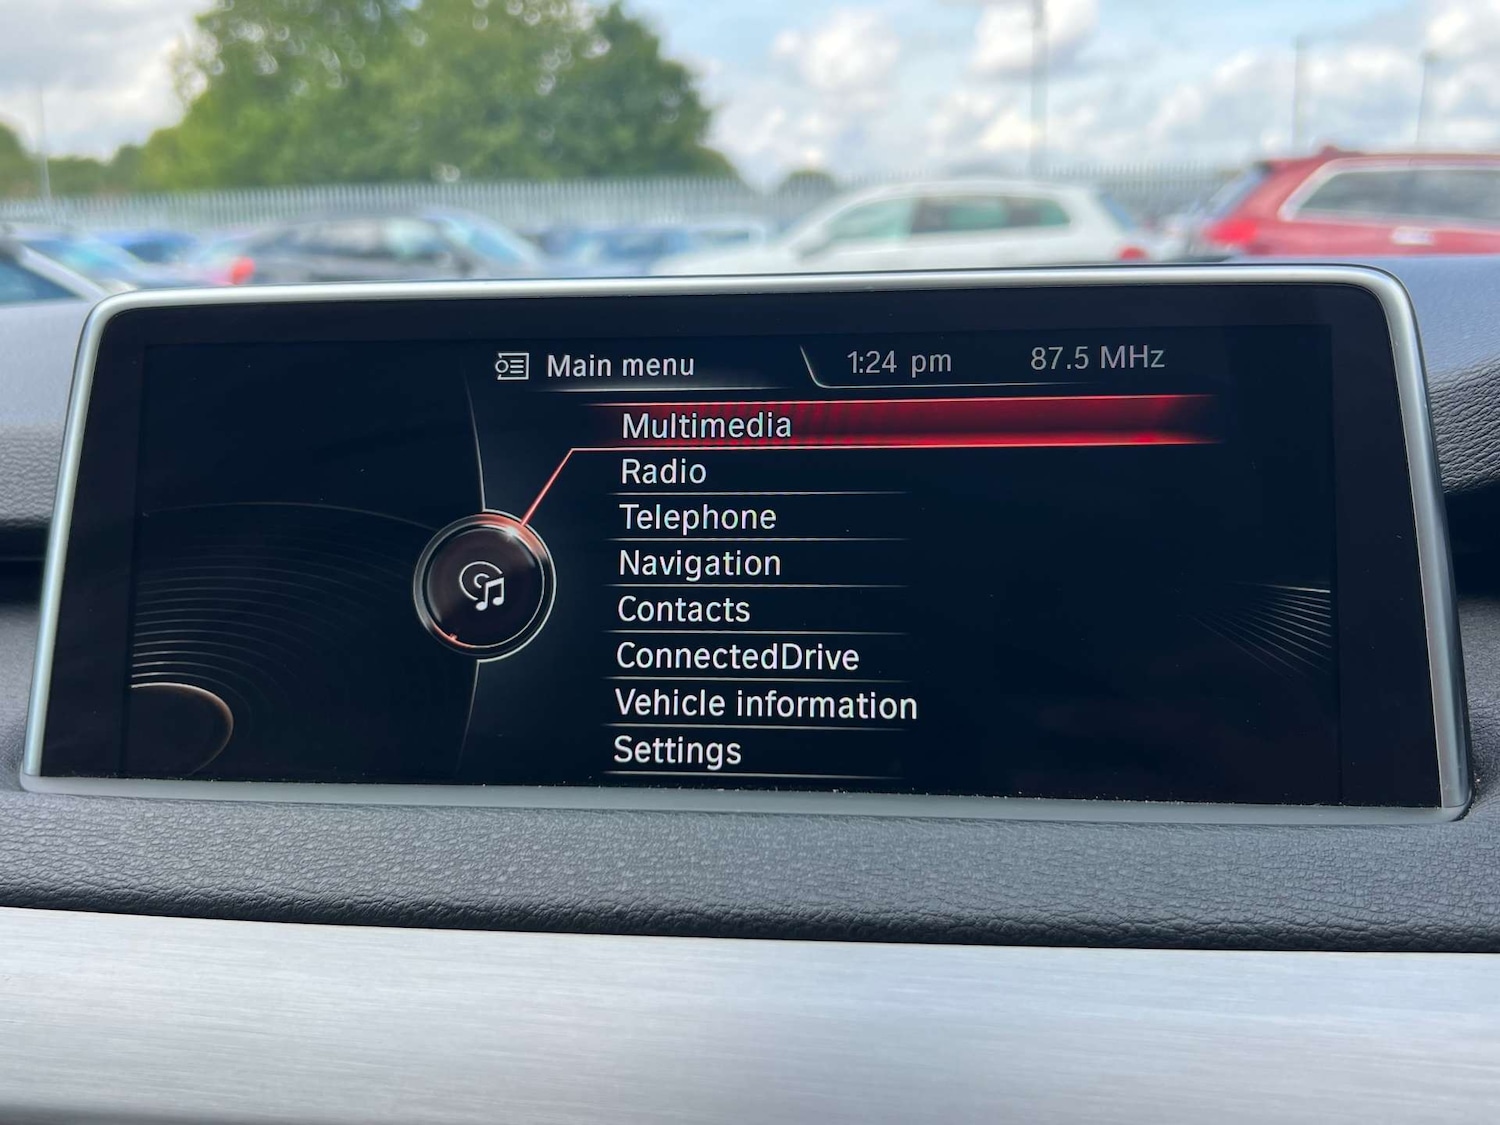 Main menu
1:24 pm
87.5 MHz
Multimedia
Radio
Telephone
Navigation
Contacts
ConnectedDrive
Vehicle information
Settings